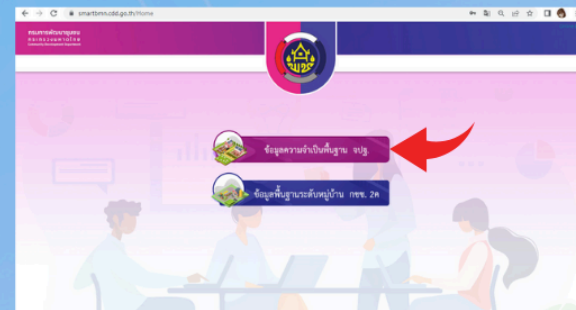 smartbmn.cdd.go.th/Home
กรมการพัฒนาชุมชน
กระทรวงมหาดไทย
Community Development Department
ข้อมูลความจำเป็นพื้นฐาน จปฐ.
ข้อมูลพื้นฐานระดับหมู่บ้าน กชช. 2ค